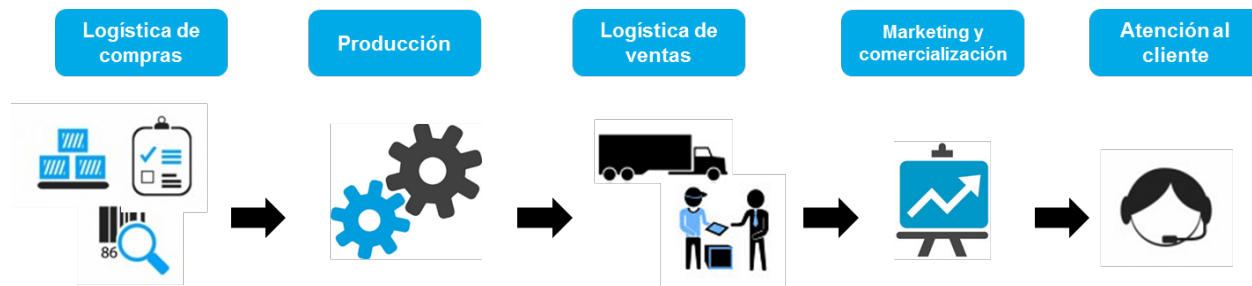 Logística de
compras
Producción
Logística de
ventas
Marketing y
comercialización
Atención al
cliente
86